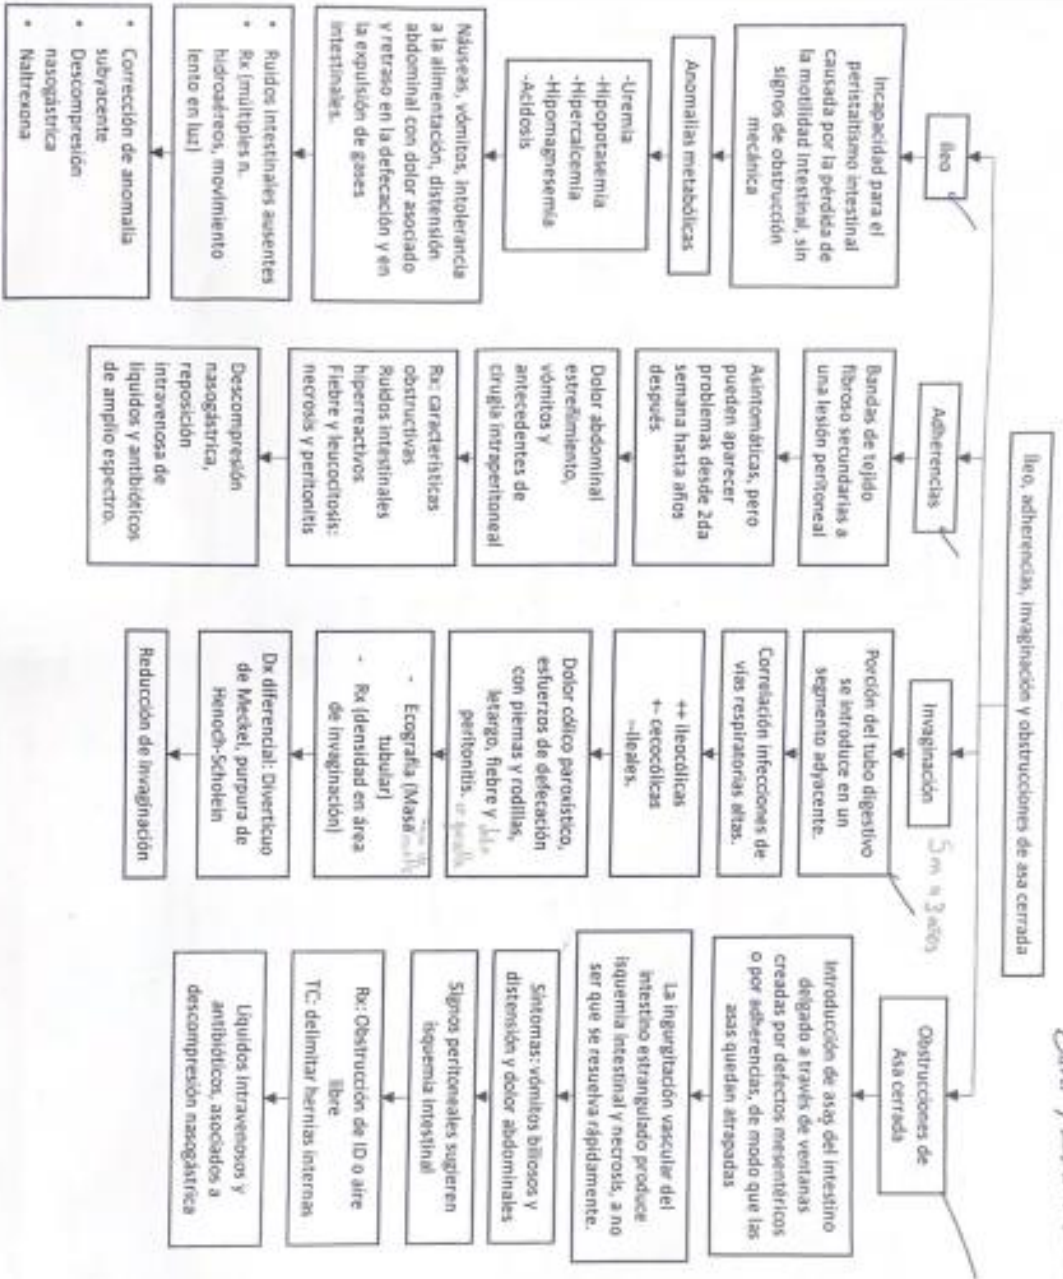 Íleo, adherencias, invaginación y obstrucciones de asa cerrada
Íleo
Incapacidad para el
peristaltismo intestinal
causada por la pérdida de
la motilidad intestinal, sin
signos de obstrucción
mecánica
Anomalías metabólicas
-Uremia
-Hipopotasemia
-Hipercalcemia
-Hipomagnesemia
-Acidosis
Náuseas, vómitos, intolerancia
a la alimentación, distensión
abdominal con dolor asociado
y retraso en la defecación y en
la expulsión de gases
intestinales.
• Ruidos intestinales ausentes
• Rx (múltiples n.
hidroaéreos, movimiento
lento en luz)
• Corrección de anomalía
subyacente
• Descompresión
nasogástrica
• Naltrexona
Adherencias
Bandas de tejido
fibroso secundarias a
una lesión peritoneal
Asintomáticas, pero
pueden aparecer
problemas desde 2da
semana hasta años
después.
Dolor abdominal
estreñimiento,
vómitos y
antecedentes de
cirugía intraperitoneal
Rx: características
obstructivas
Ruidos intestinales
hiperreactivos
Fiebre y leucocitosis:
necrosis y peritonitis
Descompresión
nasogástrica,
reposición
intravenosa de
líquidos y antibióticos
de amplio espectro.
Invaginación
5m a 3 años
Porción del tubo digestivo
se introduce en un
segmento adyacente.
Correlación infecciones de
vías respiratorias altas.
++ ileocólicas
+- cecocólicas
--ileales.
Dolor cólico paroxístico,
esfuerzos de defecación
con piernas y rodillas,
letargo, fiebre y
peritonitis.
- Ecografía (Masa
tubular)
- Rx (densidad en área
de invaginación)
Dx diferencial: Divertícuo
de Meckel, purpura de
Henoch-Scholein
Reducción de invaginación
Obstrucciones de
Asa cerrada
Introducción de asas del intestino
delgado a través de ventanas
creadas por defectos mesentéricos
o por adherencias, de modo que las
asas quedan atrapadas
La ingurgitación vascular del
intestino estrangulado produce
isquemia intestinal y necrosis, a no
ser que se resuelva rápidamente.
Síntomas: vómitos biliosos y
distensión y dolor abdominales
Signos peritoneales sugieren
isquemia intestinal
Rx: Obstrucción de ID o aire
libre
TC: delimitar hernias internas
Líquidos intravenosos y
antibióticos, asociados a
descompresión nasogástrica